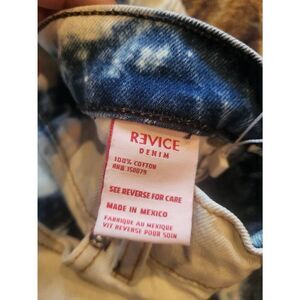 REVICE
DENIM
100% COTTON
RN# 150079
SEE REVERSE FOR CARE
MADE IN MEXICO
FABRIQUE AU MEXIQUE
VIT REVERSE POUR SOIN